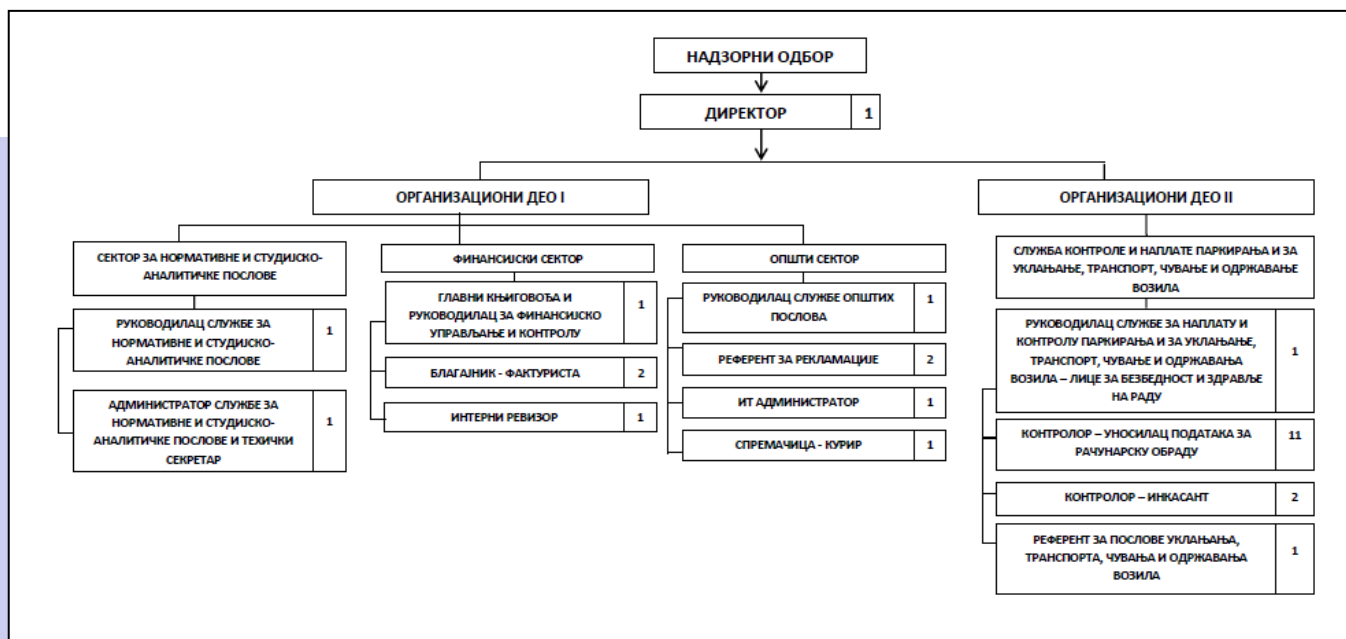 НАДЗОРНИ ОДБОР
ДИРЕКТОР
1
ОРГАНИЗАЦИОНИ ДЕО I
СЕКТОР ЗА НОРМАТИВНЕ И СТУДИЈСКО-
АНАЛИТИЧКЕ ПОСЛОВЕ
РУКОВОДИЛАЦ СЛУЖБЕ ЗА
НОРМАТИВНЕ И СТУДИЈСКО-
АНАЛИТИЧКЕ ПОСЛОВЕ
1
АДМИНИСТРАТОР СЛУЖБЕ ЗА
НОРМАТИВНЕ И СТУДИЈСКО-
АНАЛИТИЧКЕ ПОСЛОВЕ И ТЕХИЧКИ
СЕКРЕТАР
1
ФИНАНСИЈСКИ СЕКТОР
ГЛАВНИ КЊИГОВОЂА И
РУКОВОДИЛАЦ ЗА ФИНАНСИЈСКО
УПРАВЉАЊЕ И КОНТРОЛУ
1
БЛАГАЈНИК - ФАКТУРИСТА
2
ИНТЕРНИ РЕВИЗОР
1
ОПШТИ СЕКТОР
РУКОВОДИЛАЦ СЛУЖБЕ ОПШТИХ
ПОСЛОВА
1
РЕФЕРЕНТ ЗА РЕКЛАМАЦИЈЕ
2
ИТ АДМИНИСТРАТОР
1
СПРЕМАЧИЦА - КУРИР
1
ОРГАНИЗАЦИОНИ ДЕО II
СЛУЖБА КОНТРОЛЕ И НАПЛАТЕ ПАРКИРАЊА И ЗА
УКЛАЊАЊЕ, ТРАНСПОРТ, ЧУВАЊЕ И ОДРЖАВАЊЕ
ВОЗИЛА
РУКОВОДИЛАЦ СЛУЖБЕ ЗА НАПЛАТУ И
КОНТРОЛУ ПАРКИРАЊА И ЗА УКЛАЊАЊЕ,
ТРАНСПОРТ, ЧУВАЊЕ И ОДРЖАВАЊА
ВОЗИЛА – ЛИЦЕ ЗА БЕЗБЕДНОСТ И ЗДРАВЉЕ
НА РАДУ
1
КОНТРОЛОР – УНОСИЛАЦ ПОДАТАКА ЗА
РАЧУНАРСКУ ОБРАДУ
11
КОНТРОЛОР – ИНКАСАНТ
2
РЕФЕРЕНТ ЗА ПОСЛОВЕ УКЛАЊАЊА,
ТРАНСПОРТА, ЧУВАЊА И ОДРЖАВАЊА
ВОЗИЛА
1